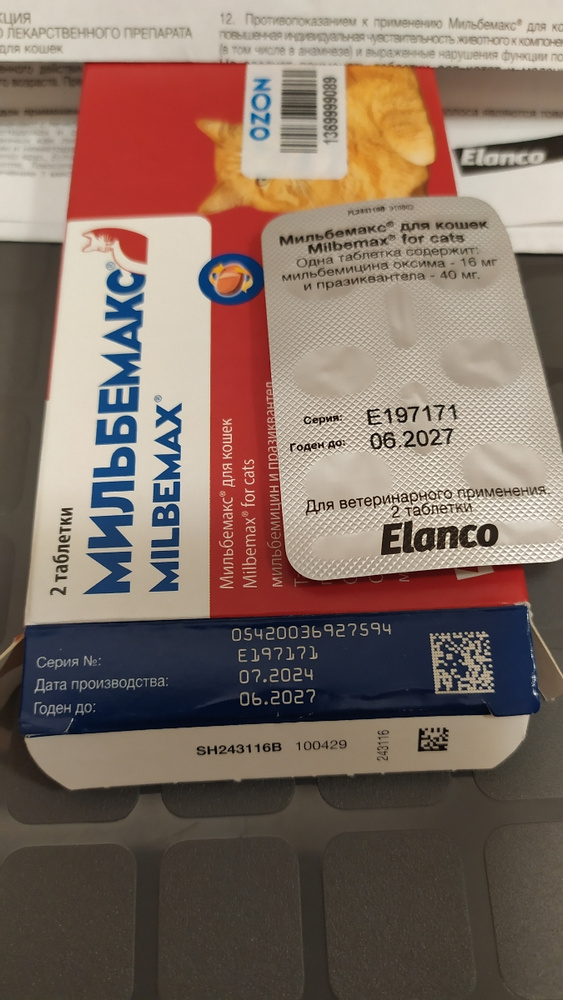 КЦИЯ
О ЛЕКАРСТВЕННОГО ПРЕПАРАТА
для кошек
12. Противопоказанием к применению Мильбемакс® для ко
повышенная индивидуальная чувствительность животного к компоне
(в том числе в анамнезе) и выраженные нарушения функции по
Elanco
OZON
1369999089
МИЛЬБЕМАКС®
MILBEMAX®
2 таблетки
Мильбемакс® для кошек
Milbemax® for cats
мильбемицин и празиквантел
Мильбемакс® для кошек
Milbemax® for cats
Одна таблетка содержит:
мильбемицина оксима - 16 мг
и празиквантела - 40 мг.
Серия: E197171
Годен до: 06.2027
Для ветеринарного применения.
2 таблетки
Elanco
05420036927594
Серия №: E197171
Дата производства: 07.2024
Годен до: 06.2027
SH243116B 100429
243116